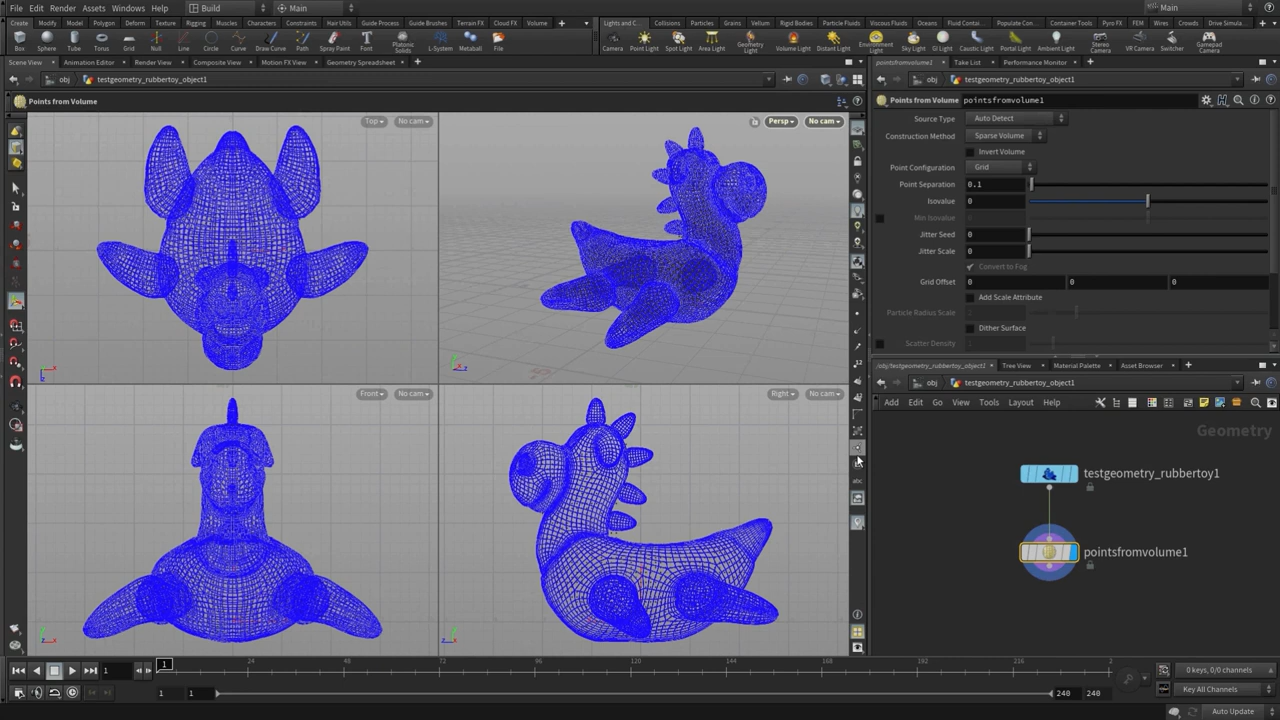 File Edit Render Assets Windows Help Build Main Main
Create Modify Model Polygon Deform Texture Rigging Muscles Characters Constraints Hair Utils Guide Process Guide Brushes Terrain FX Cloud FX Volume
Lights and C... Collisions Particles Grains Vellum Rigid Bodies Particle Fluids Viscous Fluids Oceans Fluid Contai... Populate Con... Container Tools Pyro FX FEM Wires Crowds Drive Simula...
Box Sphere Tube Torus Grid Null Line Circle Curve Draw Curve Path Spray Paint Font Platonic Solids L-System Metaball File
Camera Point Light Spot Light Area Light Geometry Light Volume Light Distant Light Environment Light Sky Light GI Light Caustic Light Portal Light Ambient Light Stereo Camera VR Camera Switcher Gamepad Camera
Scene View Animation Editor Render View Composite View Motion FX View Geometry Spreadsheet
obj testgeometry_rubbertoy_object1
Points from Volume
Top No cam
Persp No cam
Front No cam
Right No cam
abc
pointsfromvolume1 Take List Performance Monitor
obj testgeometry_rubbertoy_object1
Points from Volume pointsfromvolume1
Source Type Auto Detect
Construction Method Sparse Volume
Invert Volume
Point Configuration Grid
Point Separation 0.1
Isovalue 0
Min Isovalue 0
Jitter Seed 0
Jitter Scale 0
Convert to Fog
Grid Offset 0 0 0
Add Scale Attribute
Particle Radius Scale
Dither Surface
Scatter Density
/obj/testgeometry_rubbertoy_object1 Tree View Material Palette Asset Browser
obj testgeometry_rubbertoy_object1
Add Edit Go View Tools Layout Help
Geometry
testgeometry_rubbertoy1
pointsfromvolume1
1 1 24 48 72 96 120 144 168 192 216 2
0 keys, 0/0 channels
1 1 240 240
Key All Channels
Auto Update